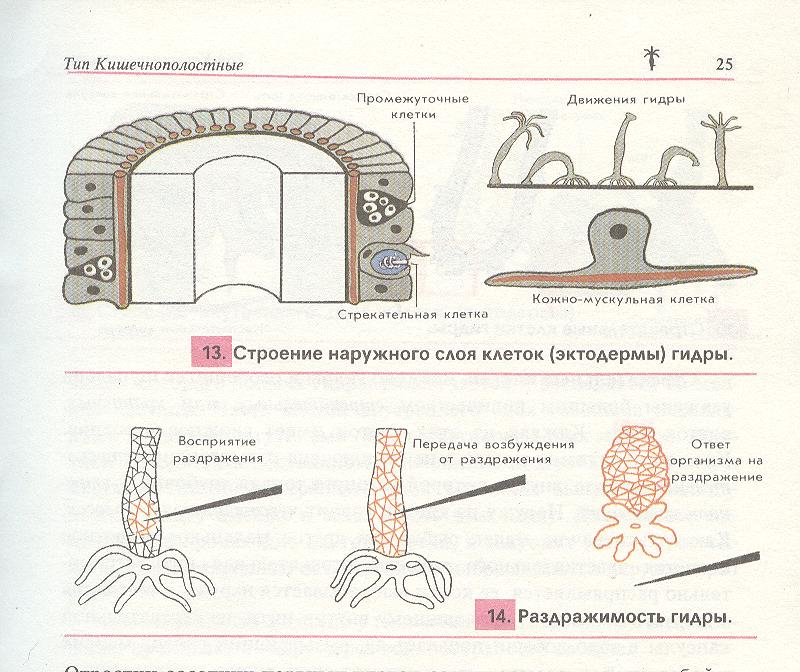 Тип Кишечнополостные
25
Промежуточные
клетки
Движения гидры
Стрекательная клетка
Кожно-мускульная клетка
13. Строение наружного слоя клеток (эктодермы) гидры.
Восприятие
раздражения
Передача возбуждения
от раздражения
Ответ
организма на
раздражение
14. Раздражимость гидры.